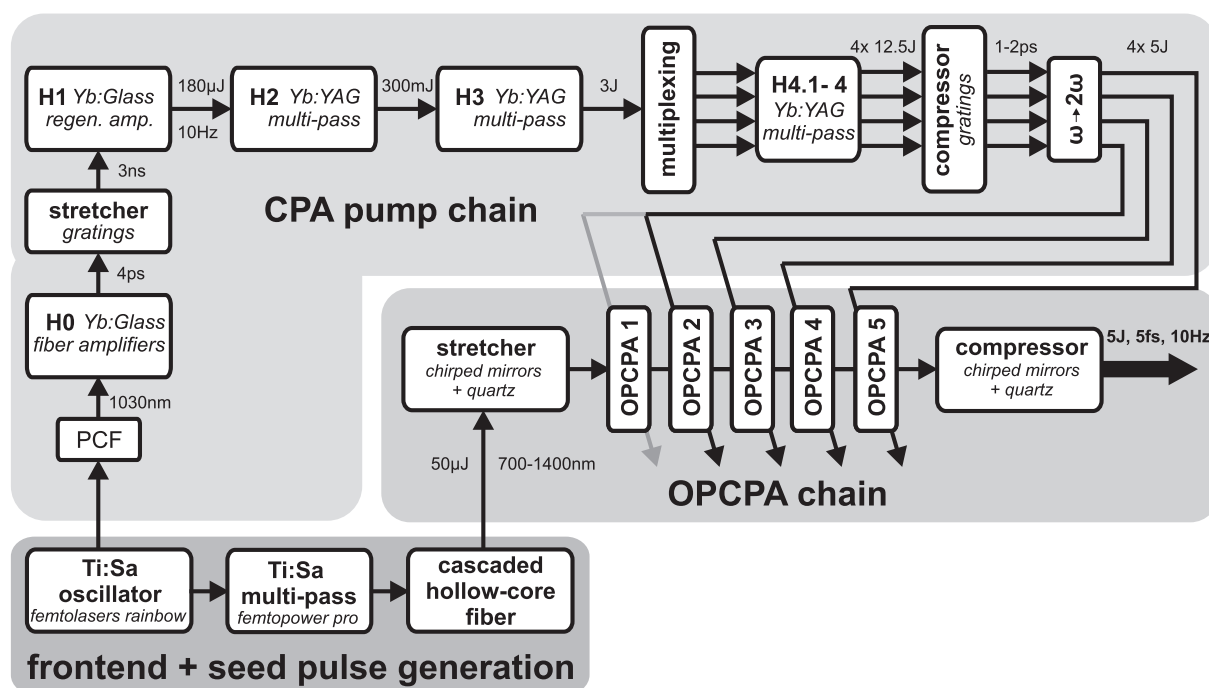 H1 Yb:Glass
regen. amp.
180µJ
10Hz
H2 Yb:YAG
multi-pass
300mJ
H3 Yb:YAG
multi-pass
3J
multiplexing
H4.1- 4
Yb:YAG
multi-pass
4x 12.5J
compressor
gratings
1-2ps
ω→2ω
4x 5J
3ns
stretcher
gratings
CPA pump chain
4ps
H0 Yb:Glass
fiber amplifiers
1030nm
PCF
stretcher
chirped mirrors
+ quartz
OPCPA 1
OPCPA 2
OPCPA 3
OPCPA 4
OPCPA 5
compressor
chirped mirrors
+ quartz
5J, 5fs, 10Hz
50µJ
700-1400nm
OPCPA chain
Ti:Sa
oscillator
femtolasers rainbow
Ti:Sa
multi-pass
femtopower pro
cascaded
hollow-core
fiber
frontend + seed pulse generation